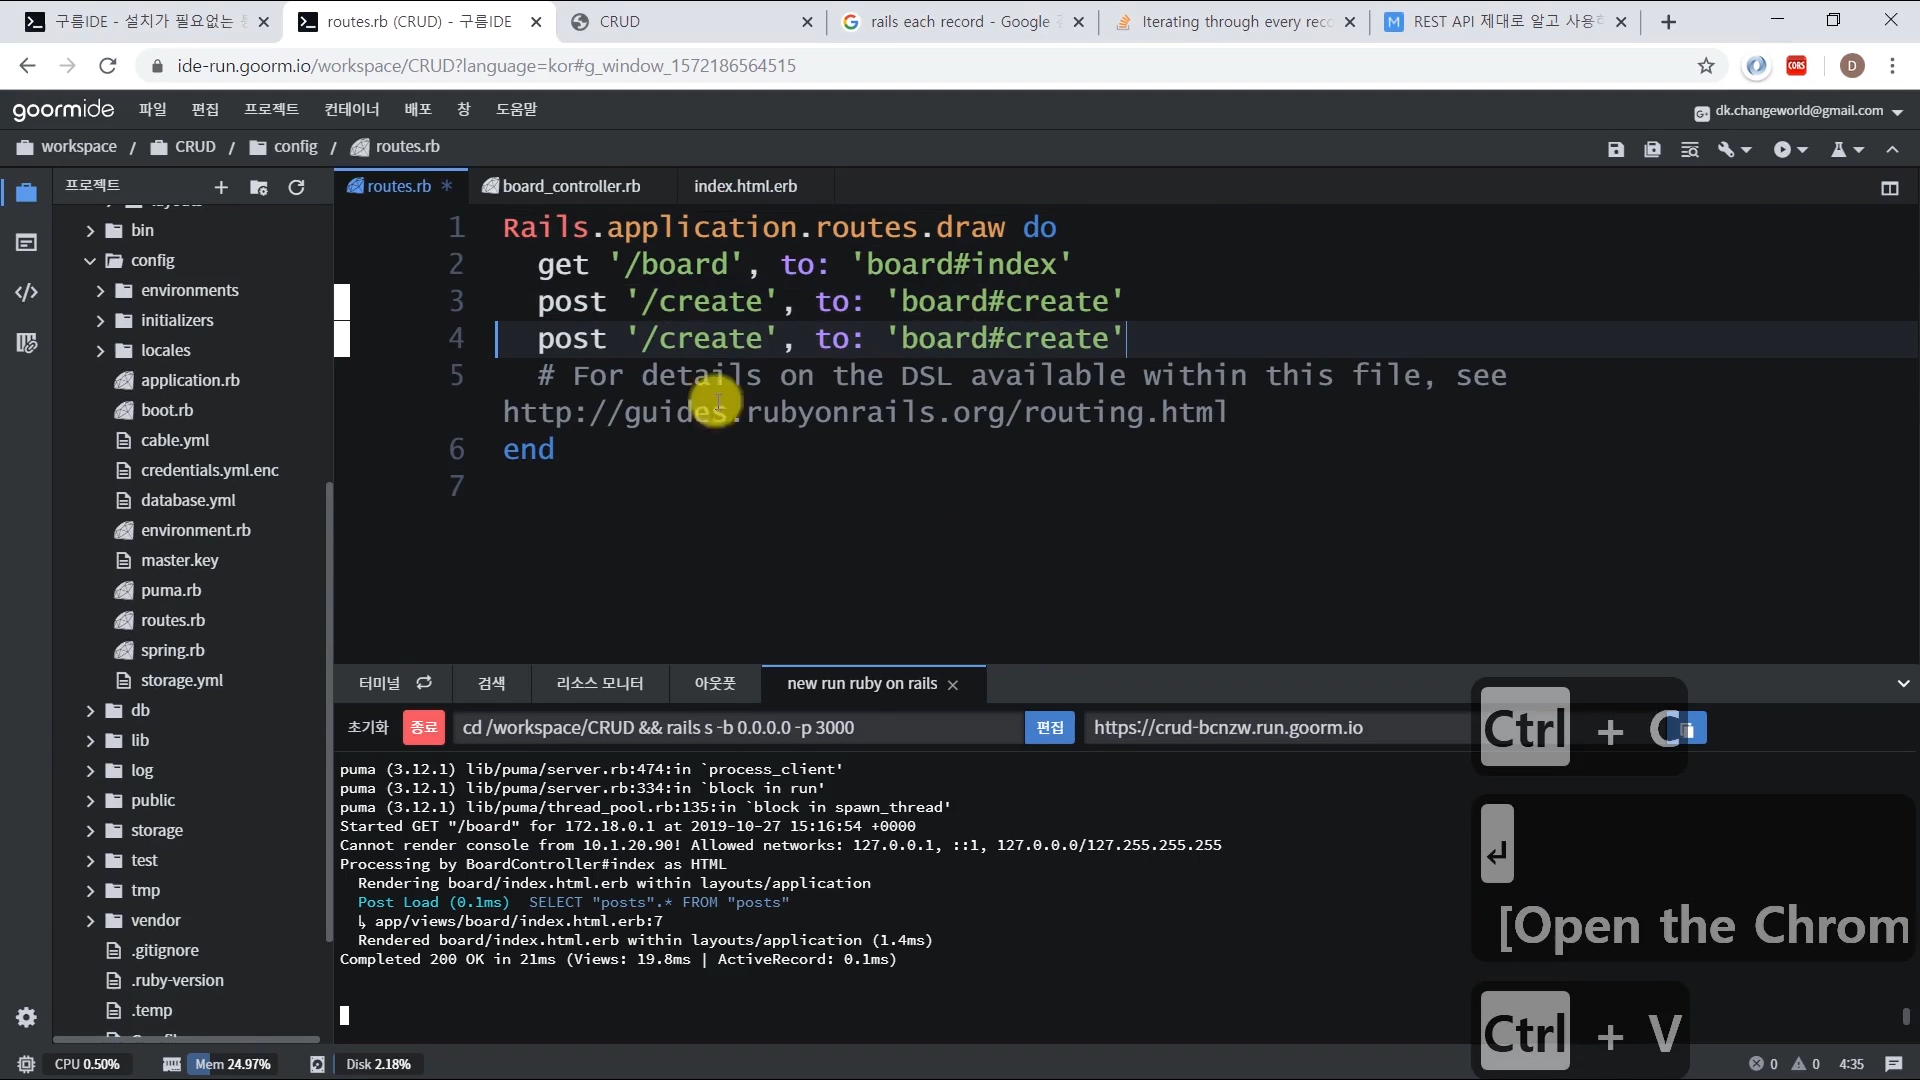 구름IDE - 설치가 필요없는
routes.rb (CRUD) - 구름IDE
CRUD
rails each record - Google
Iterating through every reco
REST API 제대로 알고 사용하
ide-run.goorm.io/workspace/CRUD?language=kor#g_window_1572186564515
CORS
D
goormide
파일
편집
프로젝트
컨테이너
배포
창
도움말
G+ dk.changeworld@gmail.com
workspace / CRUD / config / routes.rb
프로젝트
routes.rb *
board_controller.rb
index.html.erb
bin
config
environments
initializers
locales
application.rb
boot.rb
cable.yml
credentials.yml.enc
database.yml
environment.rb
master.key
puma.rb
routes.rb
spring.rb
storage.yml
db
lib
log
public
storage
test
tmp
vendor
.gitignore
.ruby-version
.temp
1 Rails.application.routes.draw do
2 get '/board', to: 'board#index'
3 post '/create', to: 'board#create'
4 post '/create', to: 'board#create'
5 # For details on the DSL available within this file, see
http://guides.rubyonrails.org/routing.html
6 end
7
터미널
검색
리소스 모니터
아웃풋
new run ruby on rails
초기화
종료
cd /workspace/CRUD && rails s -b 0.0.0.0 -p 3000
편집
https://crud-bcnzw.run.goorm.io
puma (3.12.1) lib/puma/server.rb:474:in `process_client'
puma (3.12.1) lib/puma/server.rb:334:in `block in run'
puma (3.12.1) lib/puma/thread_pool.rb:135:in `block in spawn_thread'
Started GET "/board" for 172.18.0.1 at 2019-10-27 15:16:54 +0000
Cannot render console from 10.1.20.90! Allowed networks: 127.0.0.1, ::1, 127.0.0.0/127.255.255.255
Processing by BoardController#index as HTML
Rendering board/index.html.erb within layouts/application
Post Load (0.1ms) SELECT "posts".* FROM "posts"
↳ app/views/board/index.html.erb:7
Rendered board/index.html.erb within layouts/application (1.4ms)
Completed 200 OK in 21ms (Views: 19.8ms | ActiveRecord: 0.1ms)
Ctrl + C
↵
[Open the Chrom
Ctrl + V
CPU 0.50%
Mem 24.97%
Disk 2.18%
0
0
4:35